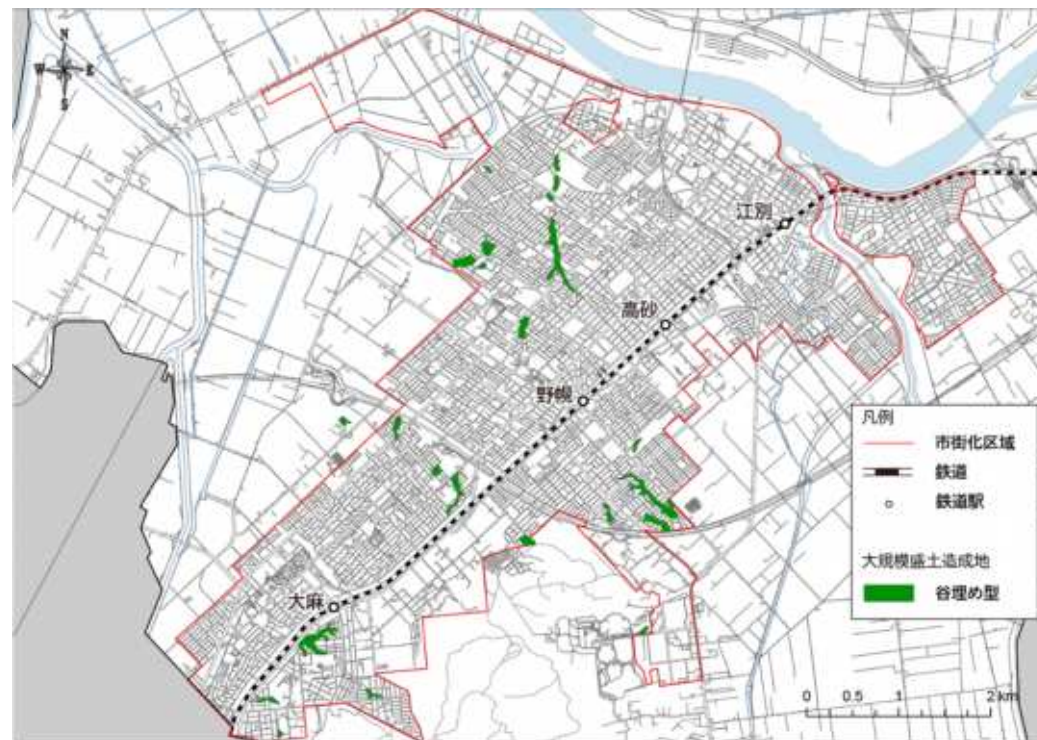 N
W E
S
江別
高砂
野幌
大麻
凡例
市街化区域
鉄道
鉄道駅
大規模盛土造成地
谷埋め型
0 0.5 1 2 km